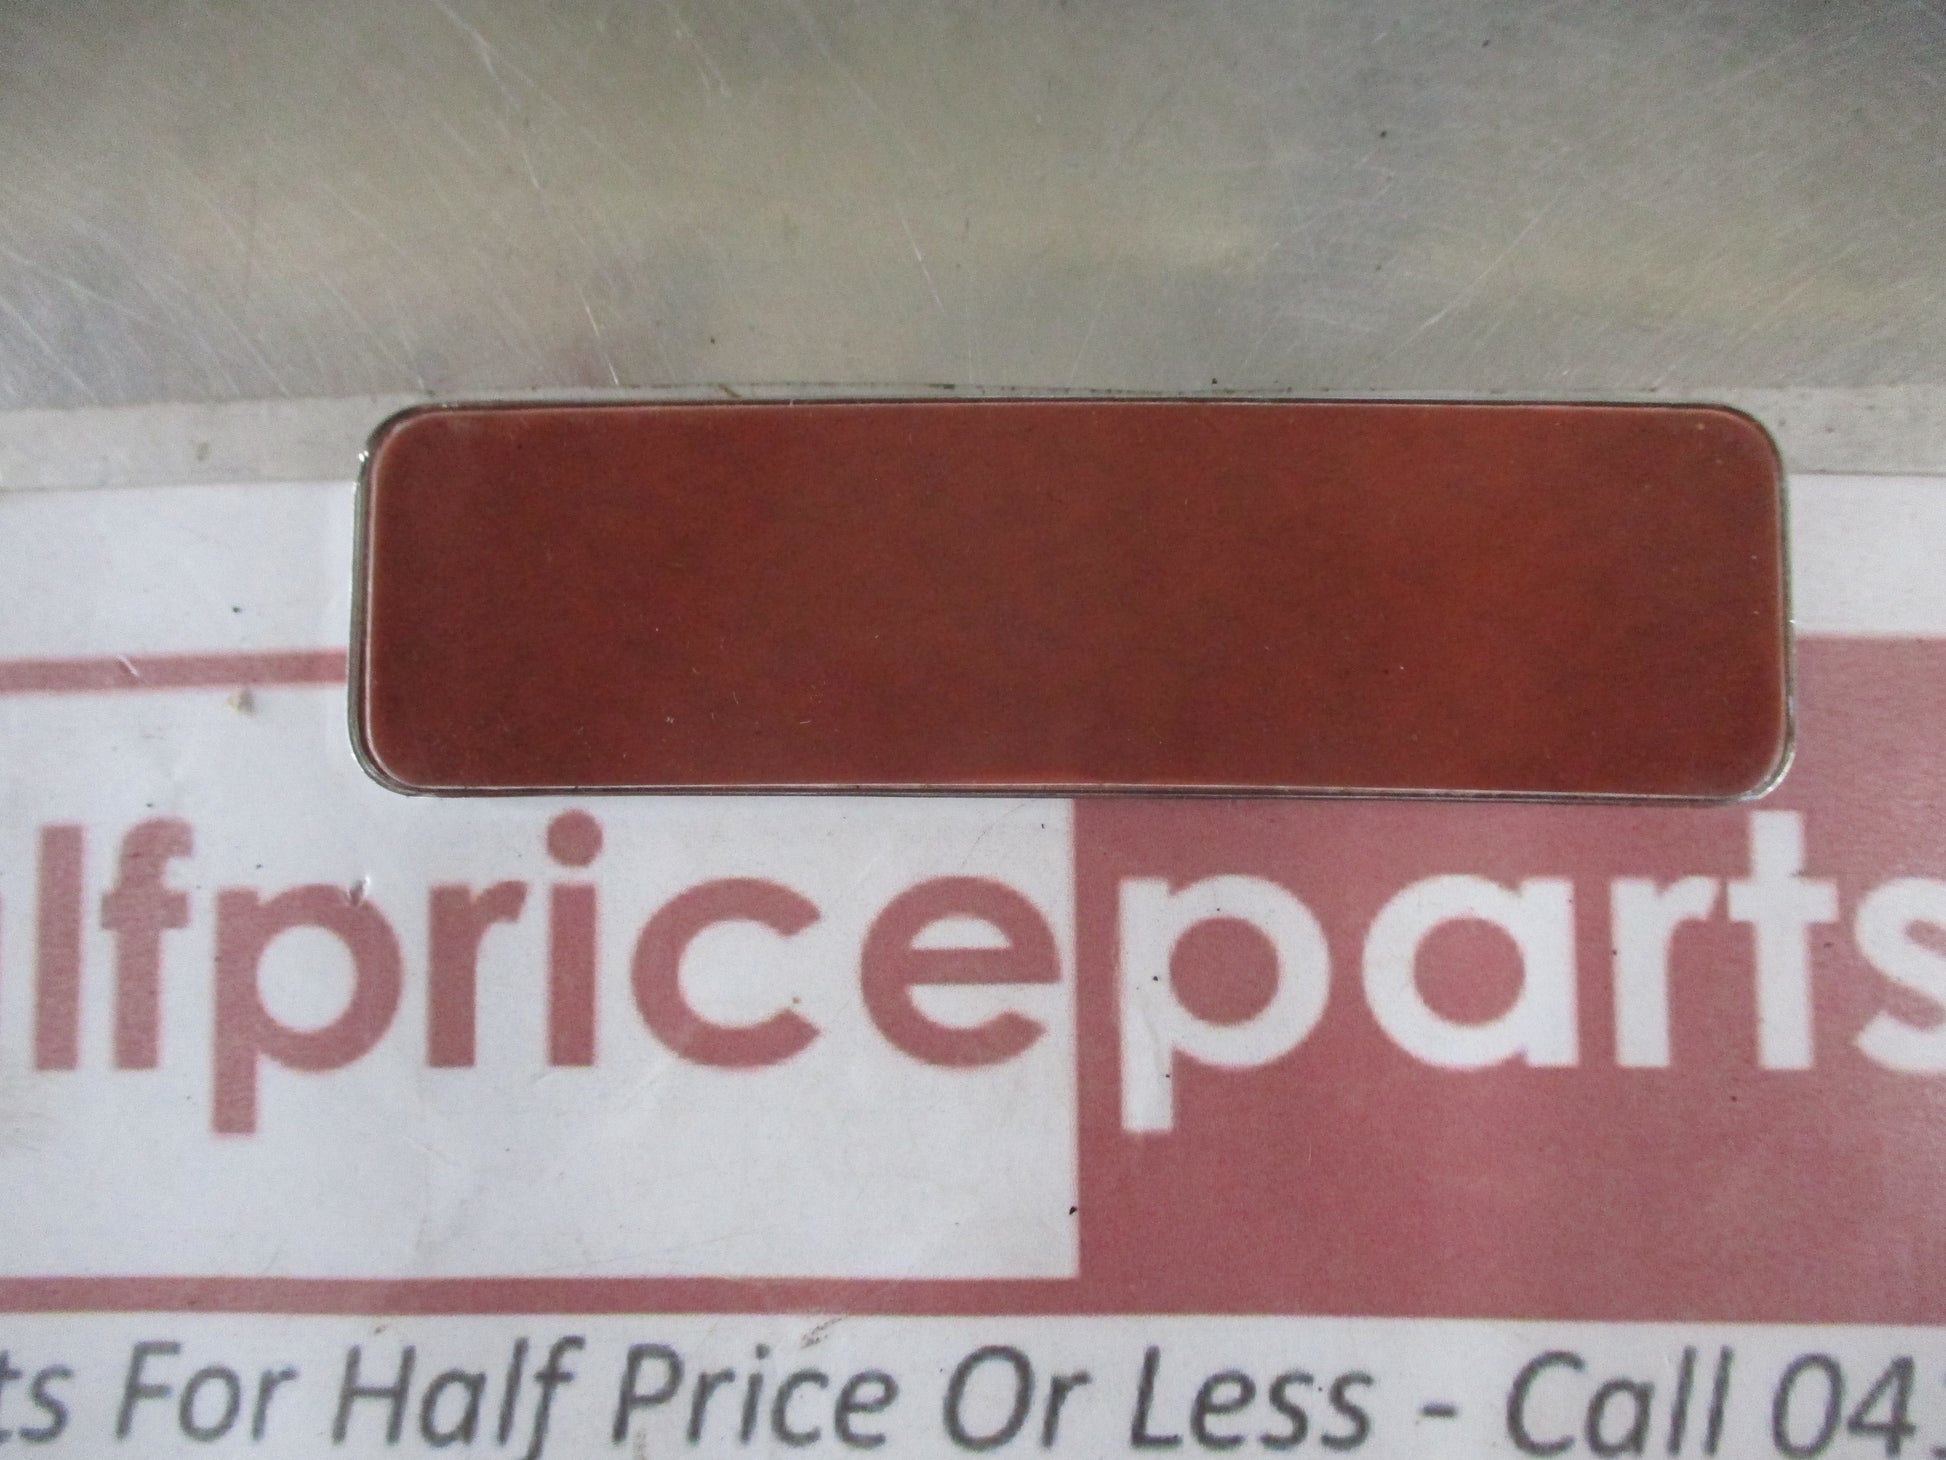 lfpriceparts
ts For Half Price Or Less - Call 04